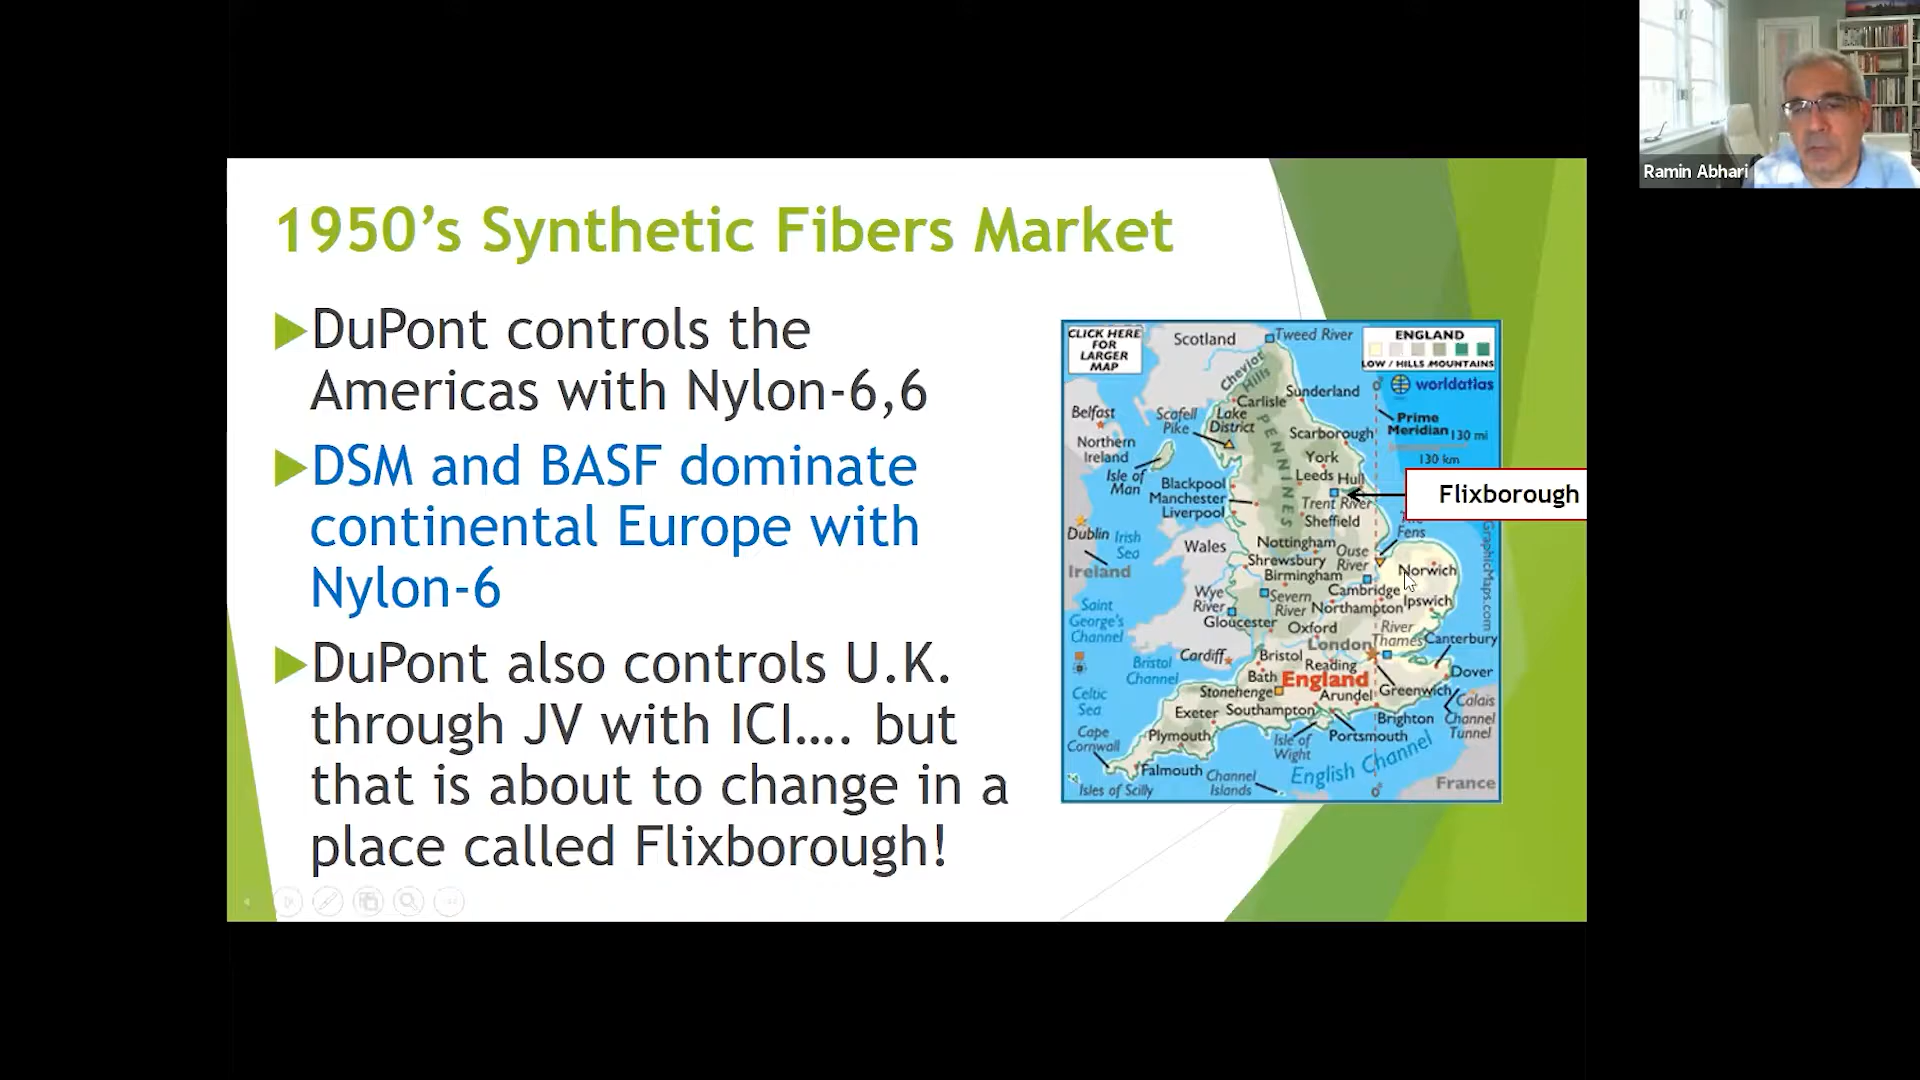 Ramin Abhari
1950's Synthetic Fibers Market
DuPont controls the
Americas with Nylon-6,6
DSM and BASF dominate
continental Europe with
Nylon-6
DuPont also controls U.K.
through JV with ICI.... but
that is about to change in a
place called Flixborough!
CLICK HERE
FOR
LARGER
MAP
Scotland
Tweed River
ENGLAND
LOW / HILLS / MOUNTAINS
worldatlas
Cheviot
Hills
Sunderland
Carlisle
Prime
Meridian
130 mi
130 km
Belfast
Scafell
Pike
Lake
District
PENNINES
Scarborough
Northern
Ireland
York
Leeds
Hull
Isle of
Man
Blackpool
Manchester
Liverpool
Trent River
Flixborough
Sheffield
Fens
Dublin
Irish
Sea
Wales
Nottingham
Ouse
River
Shrewsbury
Birmingham
Norwich
Ireland
Wye
River
Severn
River
Cambridge
Northampton
Ipswich
GraphicMaps.com
Saint
George's
Channel
Gloucester
Oxford
River
Thames
London
Canterbury
Cardiff
Bristol
Channel
Bristol
Reading
Bath
England
Dover
Stonehenge
Arundel
Greenwich
Celtic
Sea
Exeter
Southampton
Brighton
Calais
Channel
Tunnel
Cape
Cornwall
Plymouth
Isle of
Wight
Portsmouth
Falmouth
Channel
Islands
English Channel
France
Isles of Scilly
0°